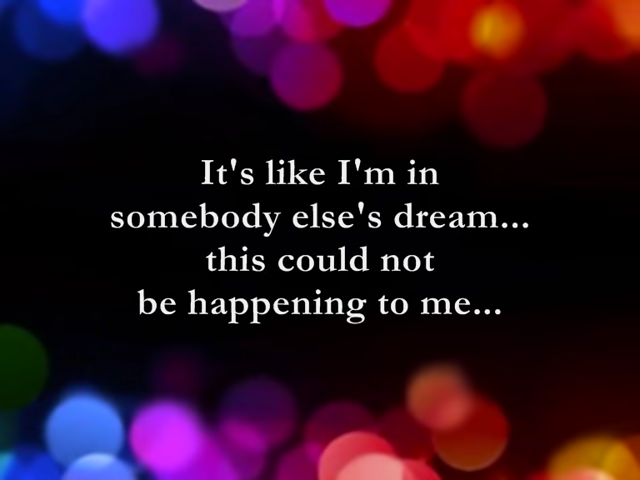 It's like I'm in
somebody else's dream...
this could not
be happening to me...